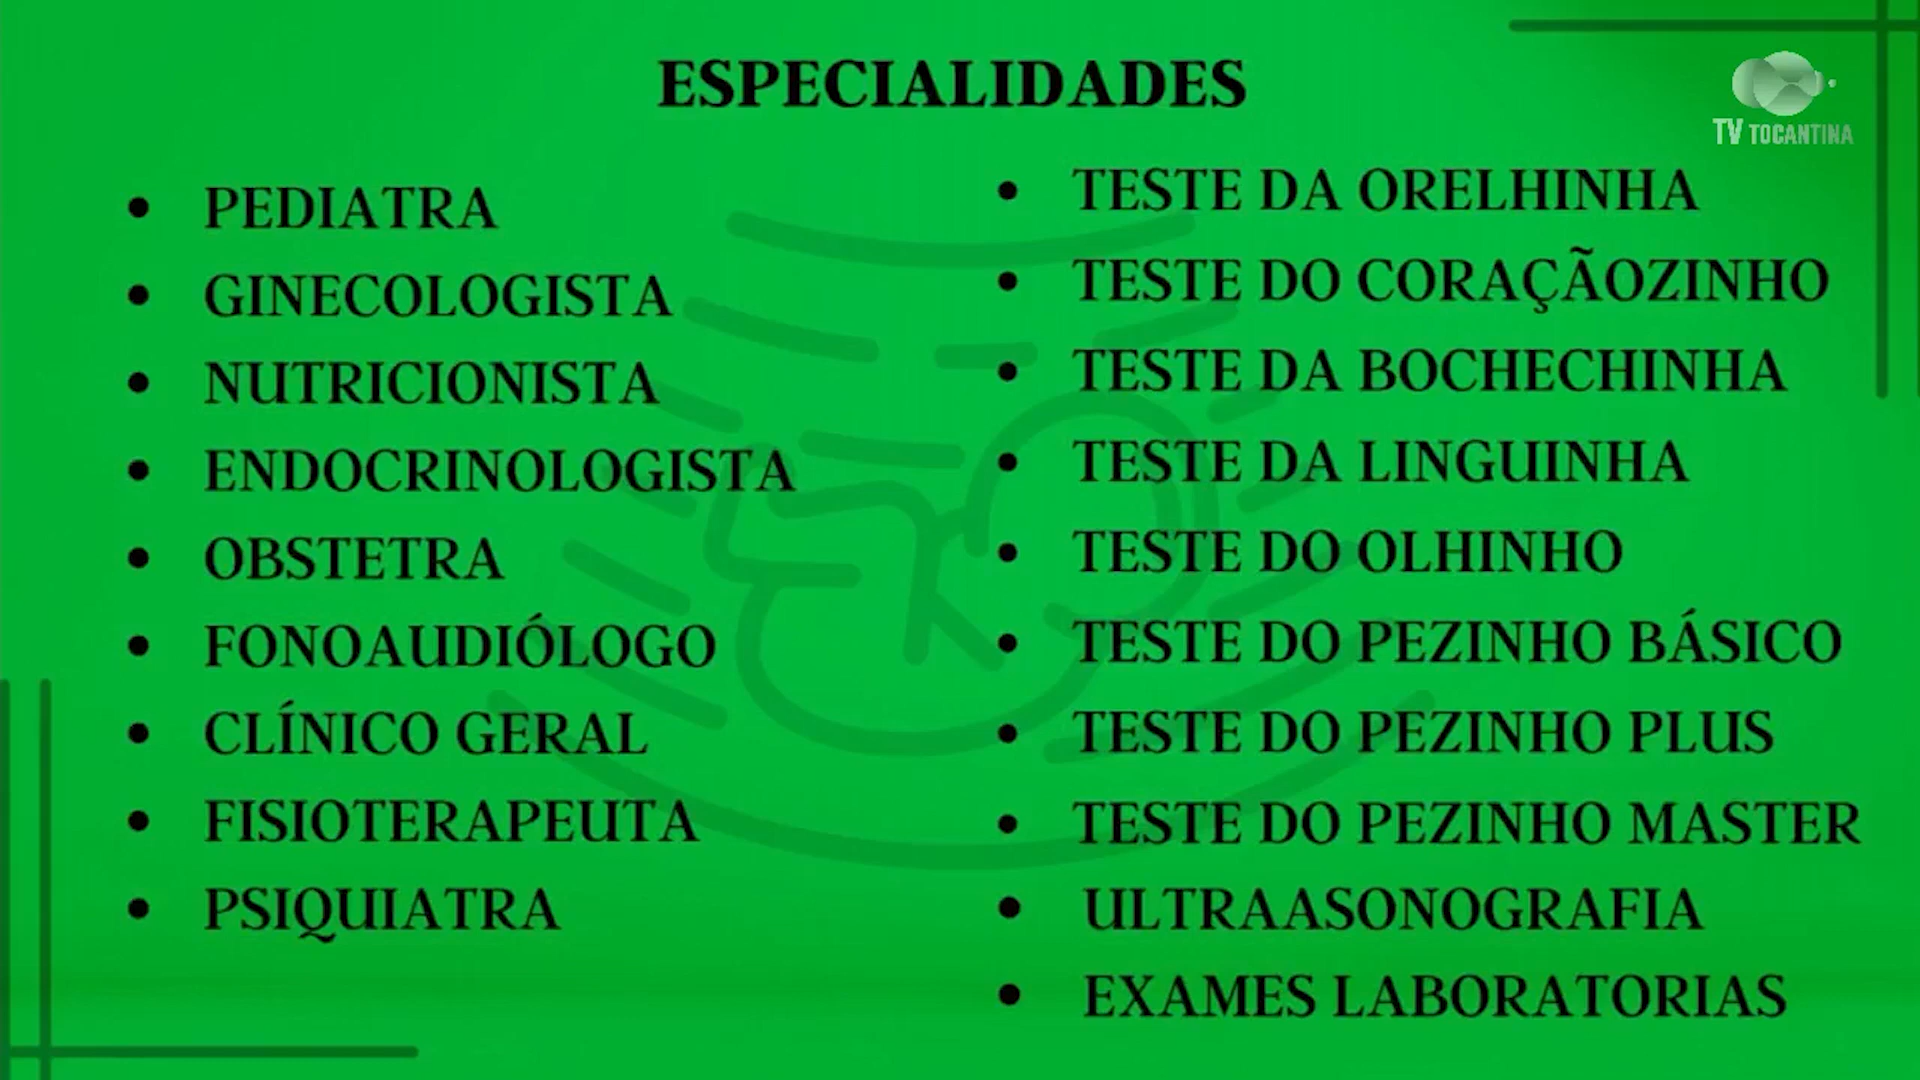 ESPECIALIDADES
TV TOCANTINA
PEDIATRA
GINECOLOGISTA
NUTRICIONISTA
ENDOCRINOLOGISTA
OBSTETRA
FONOAUDIÓLOGO
CLÍNICO GERAL
FISIOTERAPEUTA
PSIQUIATRA
TESTE DA ORELHINHA
TESTE DO CORAÇÃOZINHO
TESTE DA BOCHECHINHA
TESTE DA LINGUINHA
TESTE DO OLHINHO
TESTE DO PEZINHO BÁSICO
TESTE DO PEZINHO PLUS
TESTE DO PEZINHO MASTER
ULTRAASONOGRAFIA
EXAMES LABORATORIAS